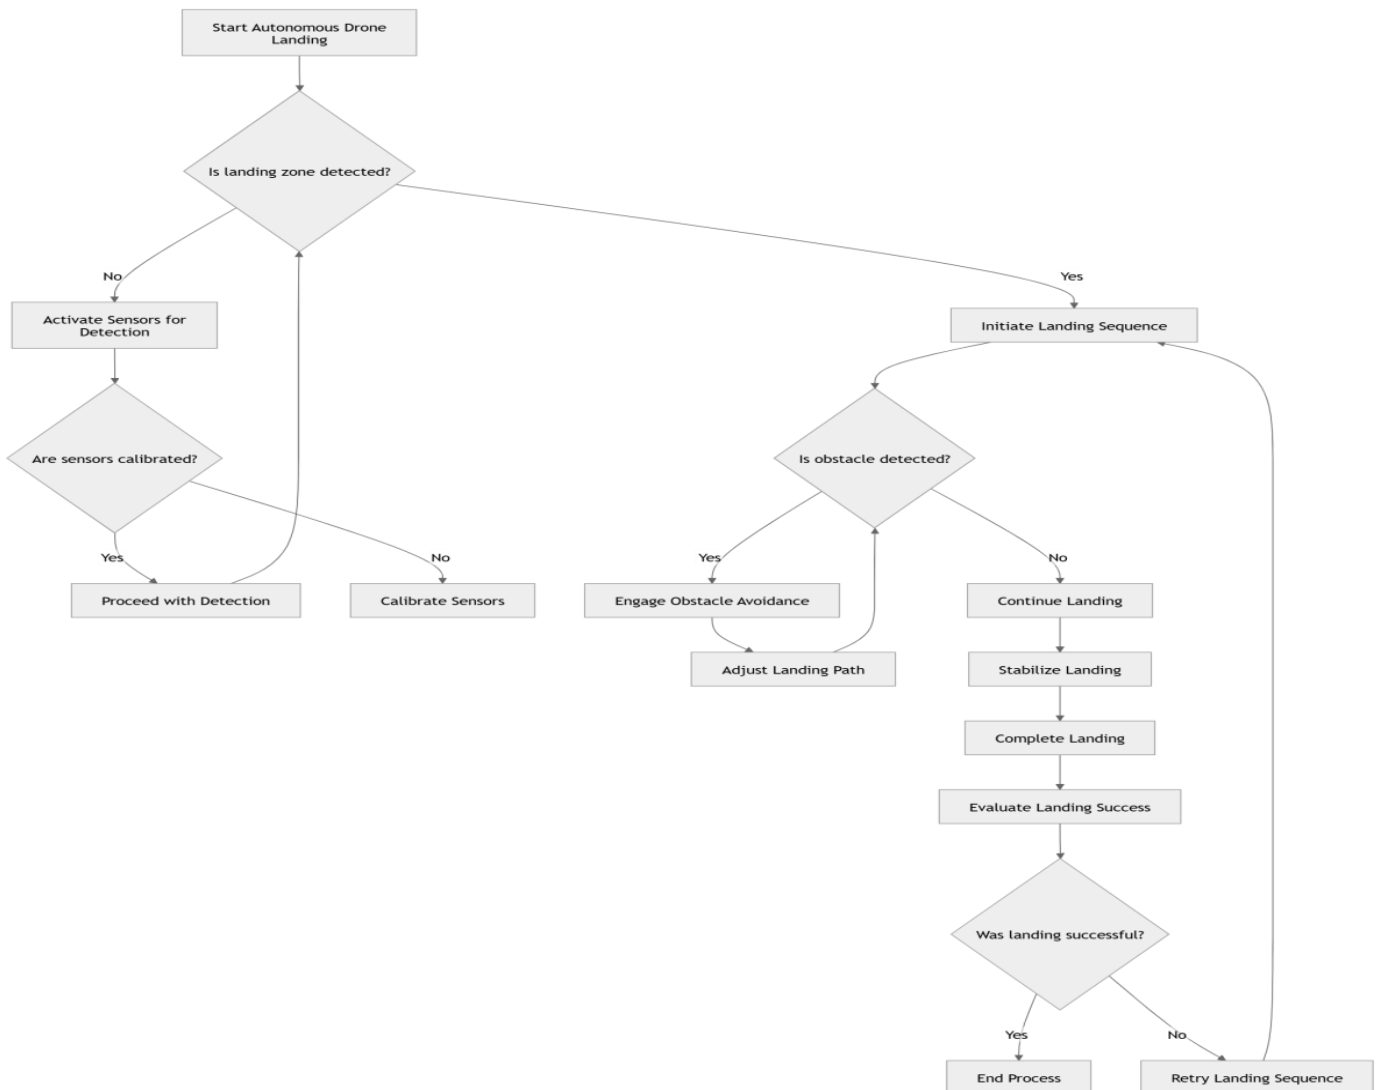 Start Autonomous Drone
Landing
Is landing zone detected?
No
Yes
Activate Sensors for
Detection
Initiate Landing Sequence
Are sensors calibrated?
Is obstacle detected?
Yes
No
Yes
No
Proceed with Detection
Calibrate Sensors
Engage Obstacle Avoidance
Continue Landing
Adjust Landing Path
Stabilize Landing
Complete Landing
Evaluate Landing Success
Was landing successful?
Yes
No
End Process
Retry Landing Sequence